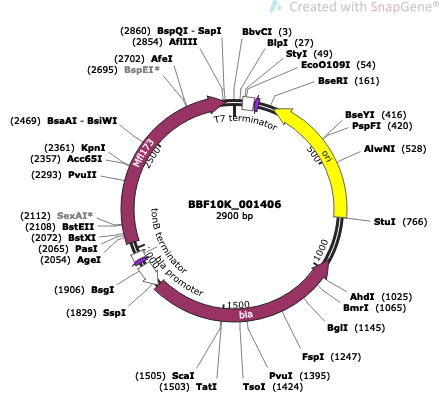 Created with SnapGene®
(2860) BspQI - SapI
(2854) AflIII
(2702) AfeI
(2695) BspEI*
(2469) BsaAI - BsiWI
(2361) KpnI
(2357) Acc65I
(2293) PvuII
(2112) SexAI*
(2108) BstEII
(2072) BstXI
(2065) PasI
(2054) AgeI
(1906) BsgI
(1829) SspI
(1505) ScaI
(1503) TatI
BbvCI (3)
BlpI (27)
StyI (49)
EcoO109I (54)
BseRI (161)
BseYI (416)
PspFI (420)
AlwNI (528)
StuI (766)
AhdI (1025)
BmrI (1065)
BglI (1145)
FspI (1247)
PvuI (1395)
TsoI (1424)
T7 terminator
ori
500
1000
1500
2500
bla
bla promoter
tonB terminator
Mfl173
BBF10K_001406
2900 bp